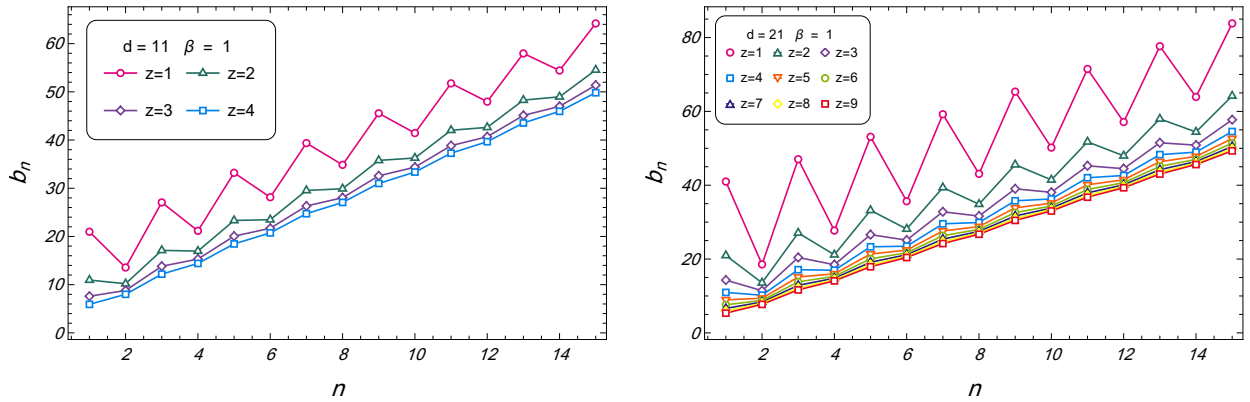 d = 11 β = 1
z=1 z=2
z=3 z=4
60
50
40
30
20
10
0
b_n
2 4 6 8 10 12 14
n
d = 21 β = 1
z=1 z=2 z=3
z=4 z=5 z=6
z=7 z=8 z=9
80
60
40
20
0
b_n
2 4 6 8 10 12 14
n